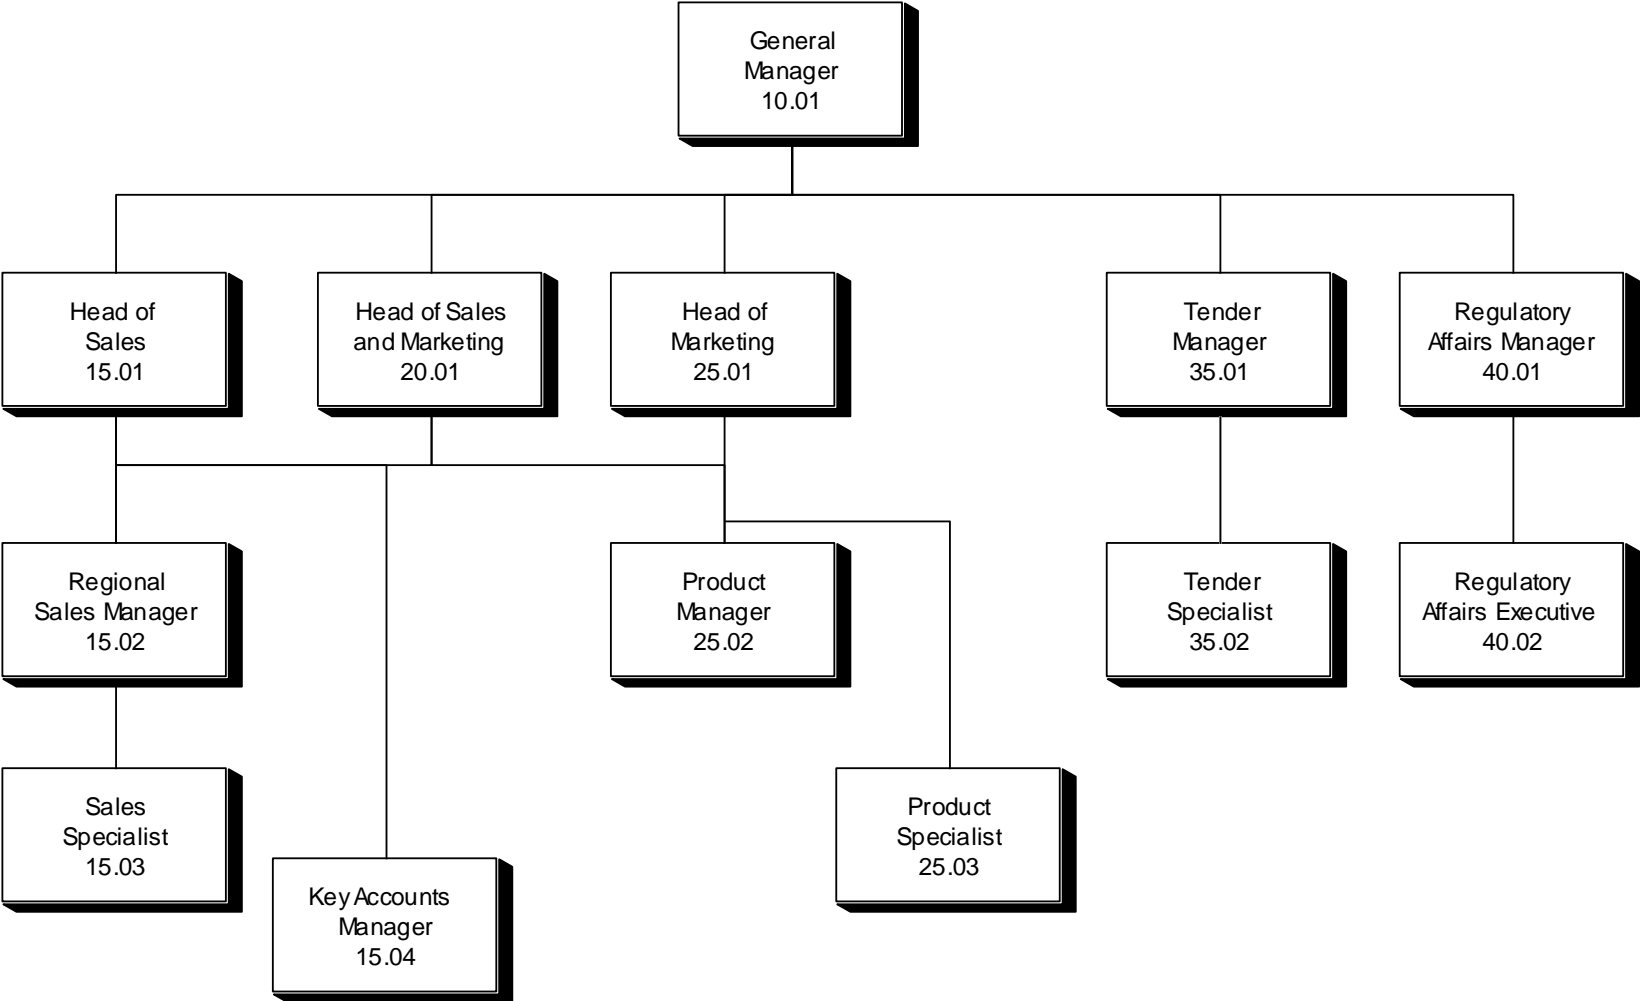 General
Manager
10.01
Head of
Sales
15.01
Head of Sales
and Marketing
20.01
Head of
Marketing
25.01
Tender
Manager
35.01
Regulatory
Affairs Manager
40.01
Regional
Sales Manager
15.02
Product
Manager
25.02
Tender
Specialist
35.02
Regulatory
Affairs Executive
40.02
Sales
Specialist
15.03
Product
Specialist
25.03
Key Accounts
Manager
15.04